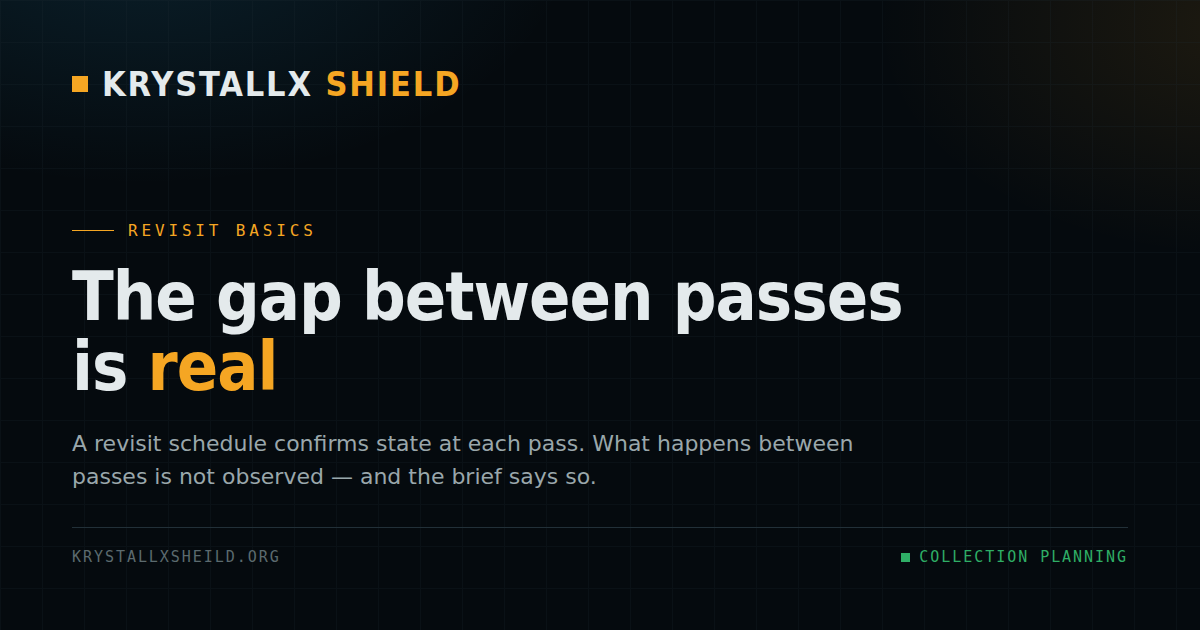 KRYSTALLX SHIELD
REVISIT BASICS
The gap between passes
is real
A revisit schedule confirms state at each pass. What happens between
passes is not observed — and the brief says so.
KRYSTALLXSHEILD.ORG
COLLECTION PLANNING